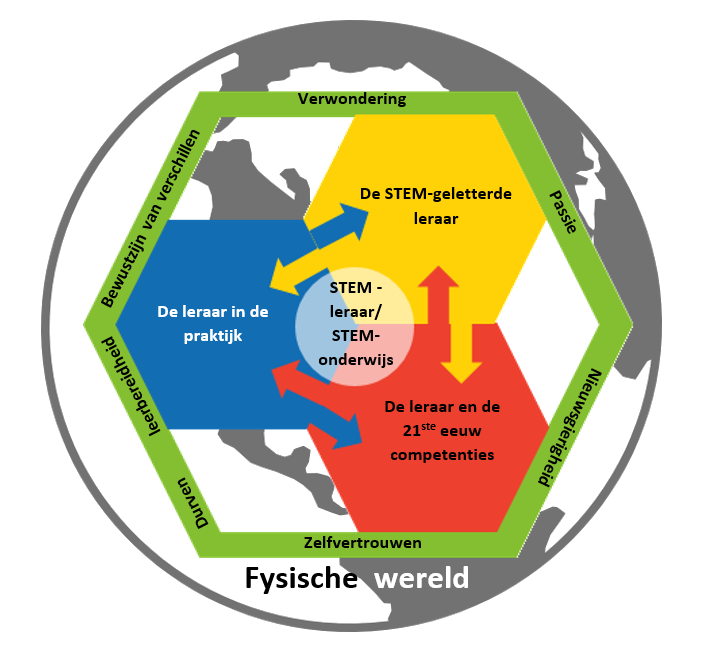 Verwondering
Passie
Bewustzijn van verschillen
De STEM-geletterde
leraar
De leraar in de
praktijk
STEM -
leraar/
STEM-
onderwijs
leerbereidheid
Nieuwsgierigheid
De leraar en de
21ste eeuw
competenties
Durven
Zelfvertrouwen
Fysische wereld